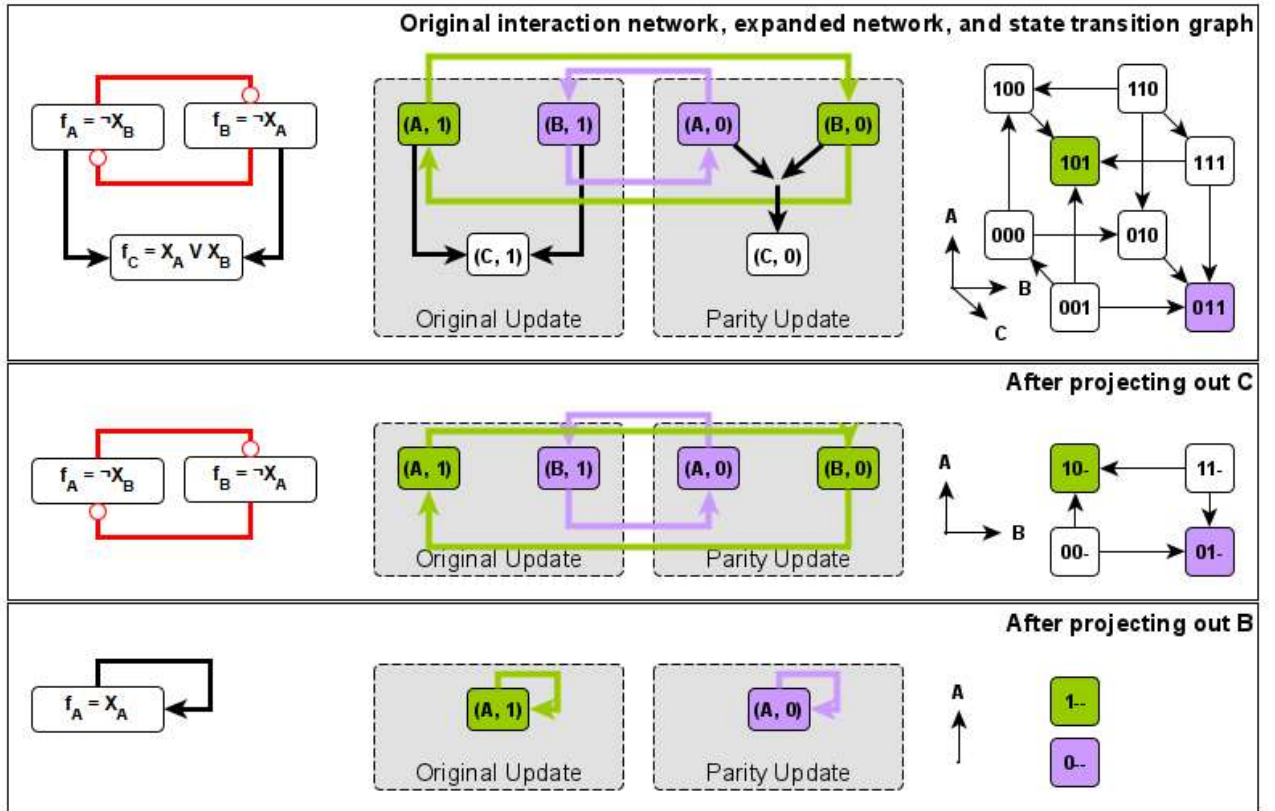 Original interaction network, expanded network, and state transition graph
f_A = ¬X_B
f_B = ¬X_A
f_C = X_A V X_B
(A, 1)
(B, 1)
(A, 0)
(B, 0)
(C, 1)
(C, 0)
Original Update
Parity Update
100
110
101
111
A
000
010
B
001
011
C
After projecting out C
f_A = ¬X_B
f_B = ¬X_A
(A, 1)
(B, 1)
(A, 0)
(B, 0)
Original Update
Parity Update
A
10-
11-
B
00-
01-
After projecting out B
f_A = X_A
(A, 1)
(A, 0)
Original Update
Parity Update
A
1--
0--